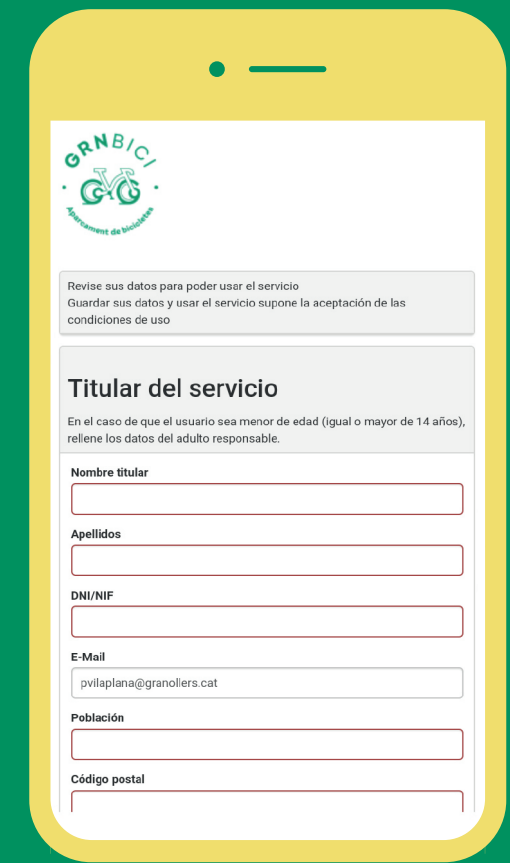 GRNBICI
Aparcament de bicicletes
Revise sus datos para poder usar el servicio
Guardar sus datos y usar el servicio supone la aceptación de las
condiciones de uso
Titular del servicio
En el caso de que el usuario sea menor de edad (igual o mayor de 14 años),
rellene los datos del adulto responsable.
Nombre titular
Apellidos
DNI/NIF
E-Mail
pvilaplana@granollers.cat
Población
Código postal